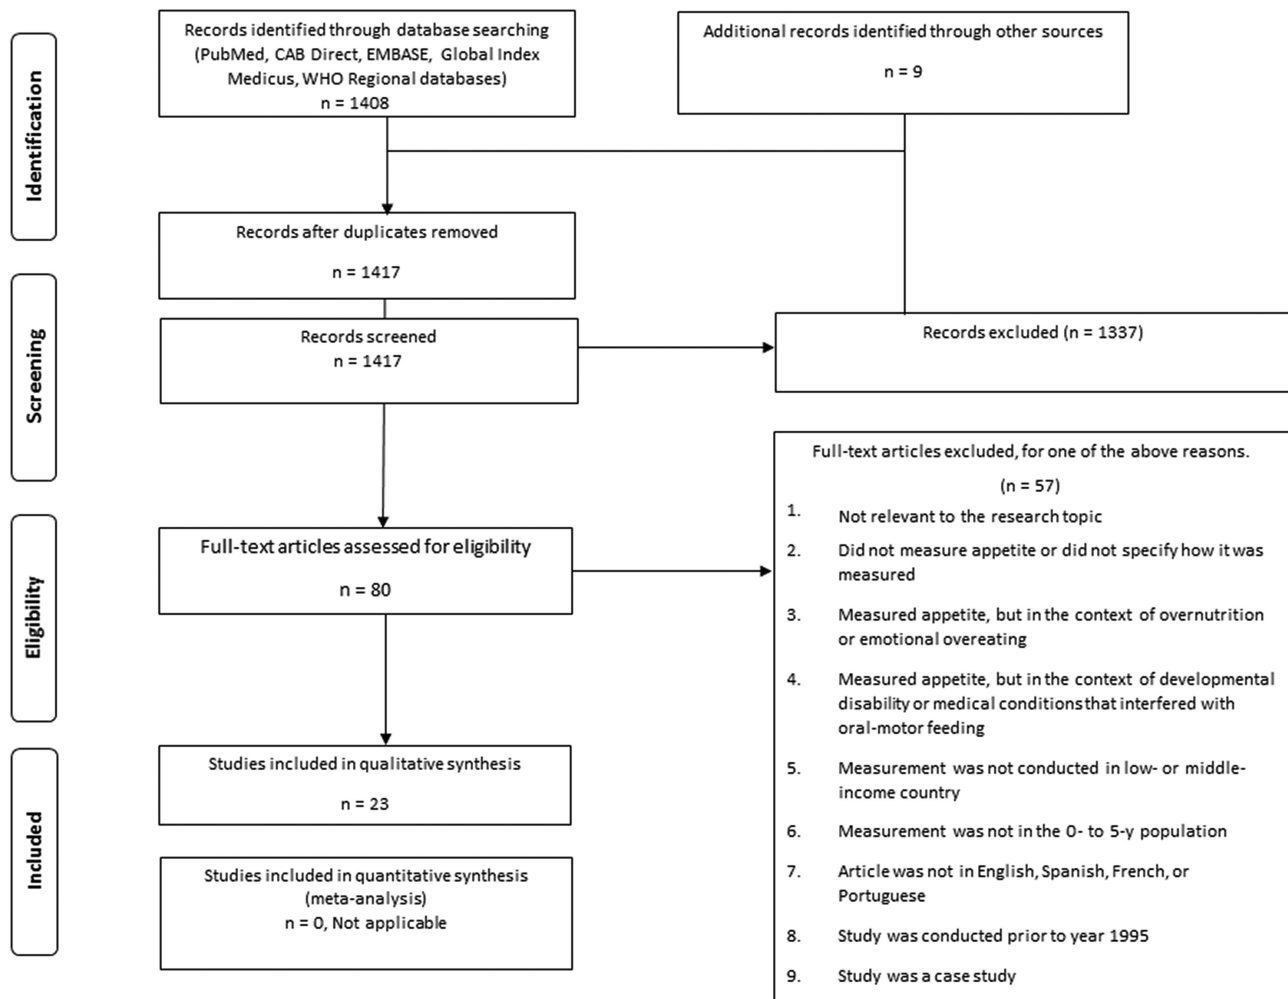 Identification
Records identified through database searching
(PubMed, CAB Direct, EMBASE, Global Index
Medicus, WHO Regional databases)
n = 1408
Additional records identified through other sources
n = 9
Records after duplicates removed
n = 1417
Screening
Records screened
n = 1417
Records excluded (n = 1337)
Eligibility
Full-text articles assessed for eligibility
n = 80
Full-text articles excluded, for one of the above reasons.
(n = 57)
1. Not relevant to the research topic
2. Did not measure appetite or did not specify how it was
measured
3. Measured appetite, but in the context of overnutrition
or emotional overeating
4. Measured appetite, but in the context of developmental
disability or medical conditions that interfered with
oral-motor feeding
5. Measurement was not conducted in low- or middle-
income country
6. Measurement was not in the 0- to 5-y population
7. Article was not in English, Spanish, French, or
Portuguese
8. Study was conducted prior to year 1995
9. Study was a case study
Included
Studies included in qualitative synthesis
n = 23
Studies included in quantitative synthesis
(meta-analysis)
n = 0, Not applicable